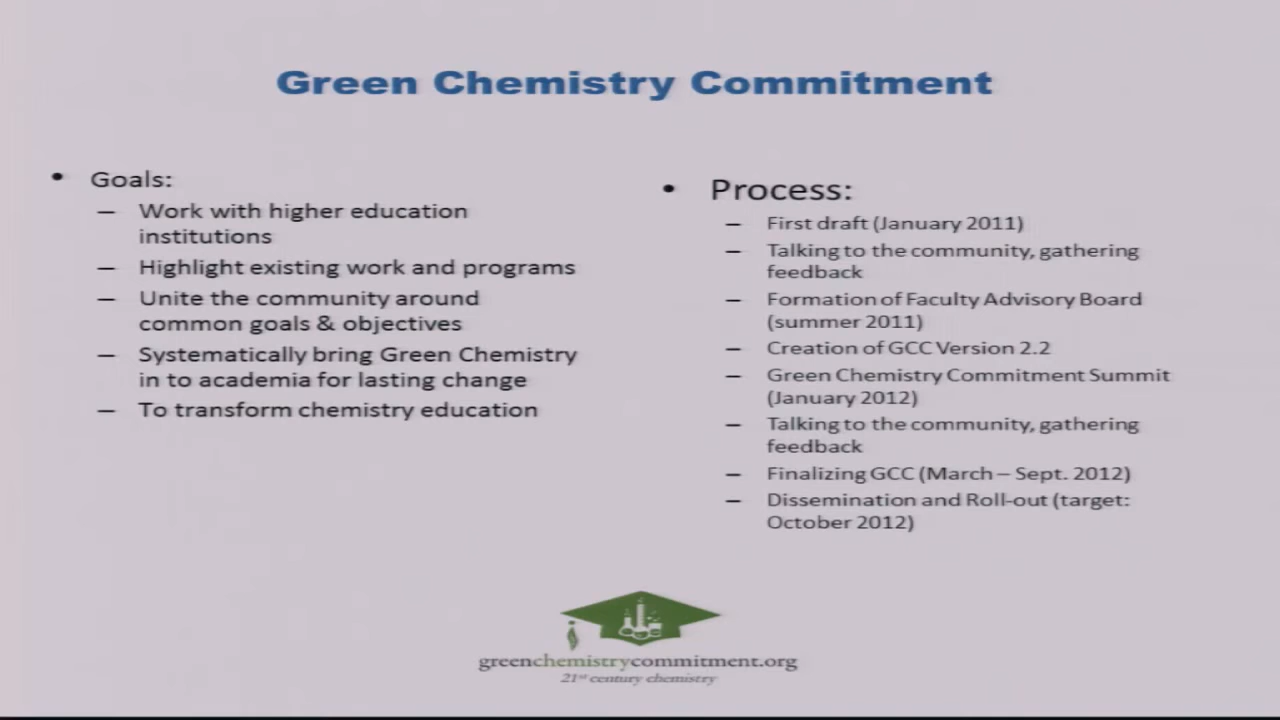 Green Chemistry Commitment
• Goals:
– Work with higher education
institutions
– Highlight existing work and programs
– Unite the community around
common goals & objectives
– Systematically bring Green Chemistry
in to academia for lasting change
– To transform chemistry education
• Process:
– First draft (January 2011)
– Talking to the community, gathering
feedback
– Formation of Faculty Advisory Board
(summer 2011)
– Creation of GCC Version 2.2
– Green Chemistry Commitment Summit
(January 2012)
– Talking to the community, gathering
feedback
– Finalizing GCC (March – Sept. 2012)
– Dissemination and Roll-out (target:
October 2012)
greenchemistrycommitment.org
21st century chemistry